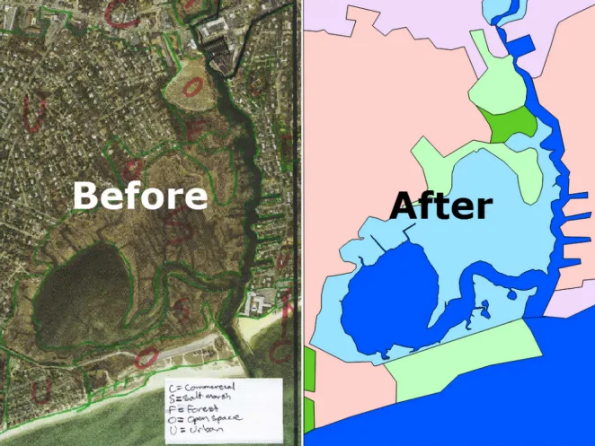 C
O
U
F
Before
After
S
S
O
U
C
C = Commercial
S = Salt marsh
F = Forest
O = Open Space
U = Urban